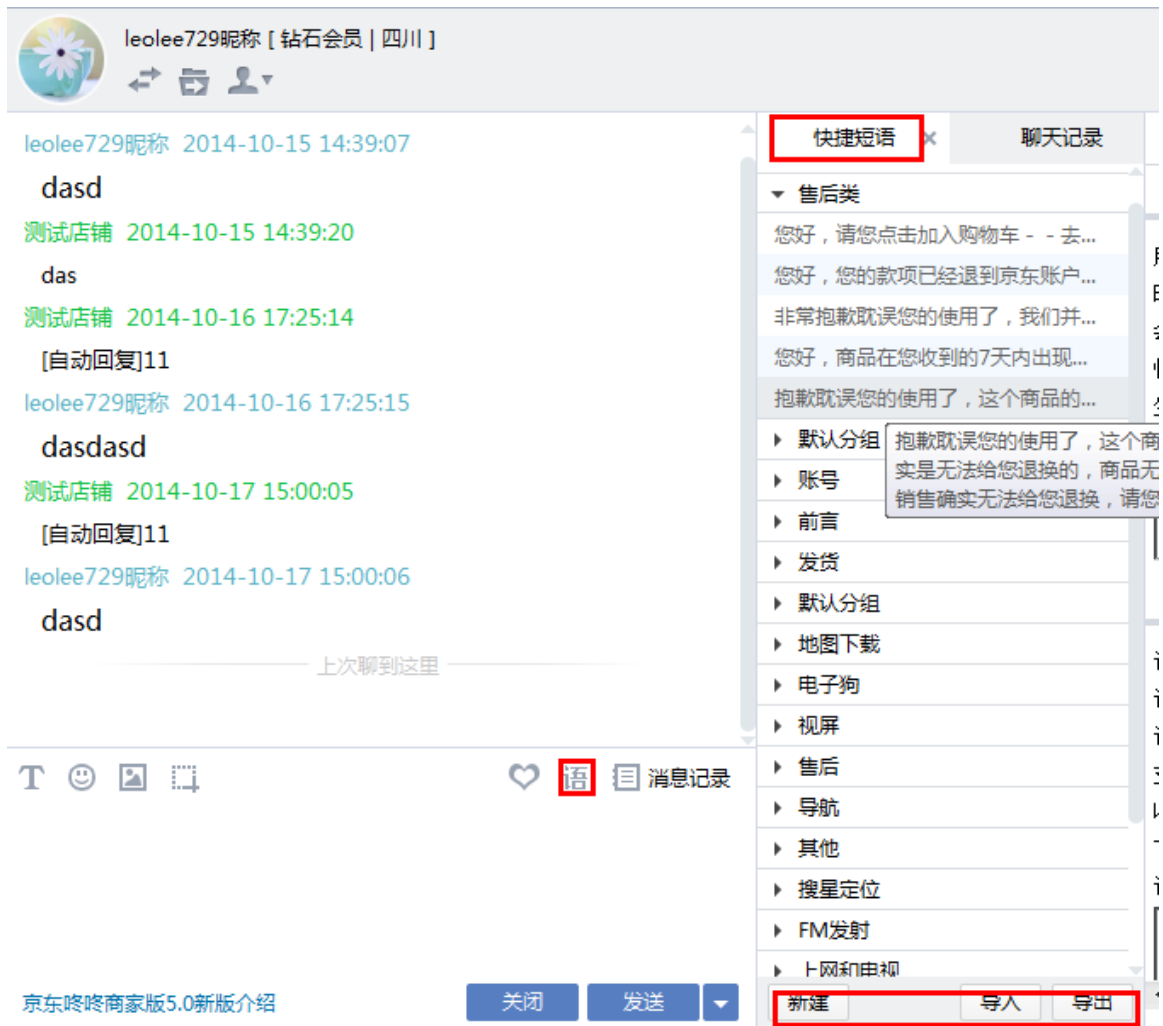 leolee729昵称 [ 钻石会员 | 四川 ]
leolee729昵称 2014-10-15 14:39:07
dasd
测试店铺 2014-10-15 14:39:20
das
测试店铺 2014-10-16 17:25:14
[自动回复]11
leolee729昵称 2014-10-16 17:25:15
dasdasd
测试店铺 2014-10-17 15:00:05
[自动回复]11
leolee729昵称 2014-10-17 15:00:06
dasd
上次聊到这里
T 语 消息记录
京东咚咚商家版5.0新版介绍 关闭 发送
快捷短语 × 聊天记录
售后类
您好，请您点击加入购物车 - - 去...
您好，您的款项已经退到京东账户...
非常抱歉耽误您的使用了，我们并...
您好，商品在您收到的7天内出现...
抱歉耽误您的使用了，这个商品的...
默认分组
抱歉耽误您的使用了，这个商
实是无法给您退换的，商品无
销售确实无法给您退换，请您
账号
前言
发货
默认分组
地图下载
电子狗
视屏
售后
导航
其他
搜星定位
FM发射
上网和电视
新建 导入 导出